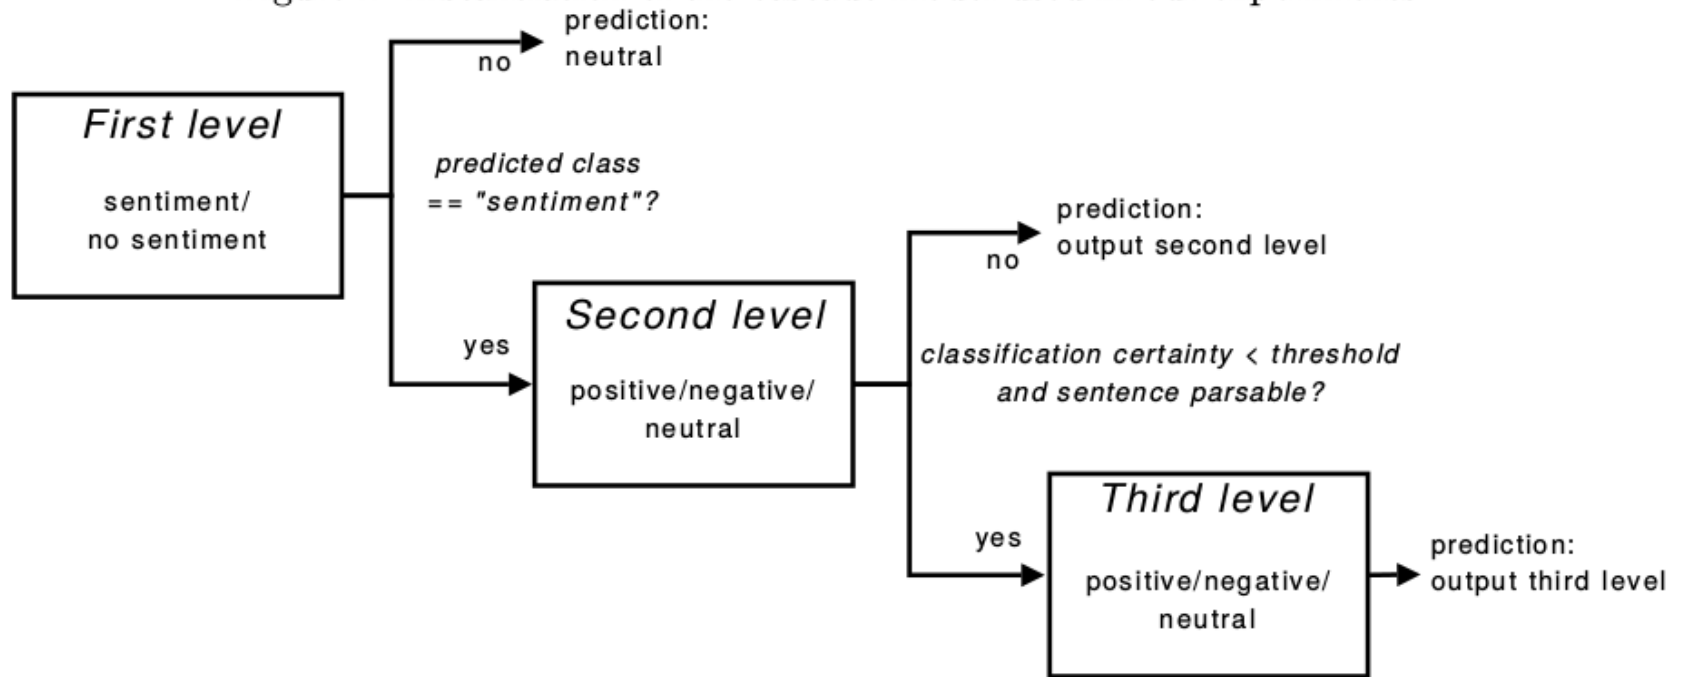 prediction:
neutral
no
First level
sentiment/
no sentiment
predicted class
== "sentiment"?
yes
Second level
positive/negative/
neutral
prediction:
output second level
no
classification certainty < threshold
and sentence parsable?
yes
Third level
positive/negative/
neutral
prediction:
output third level